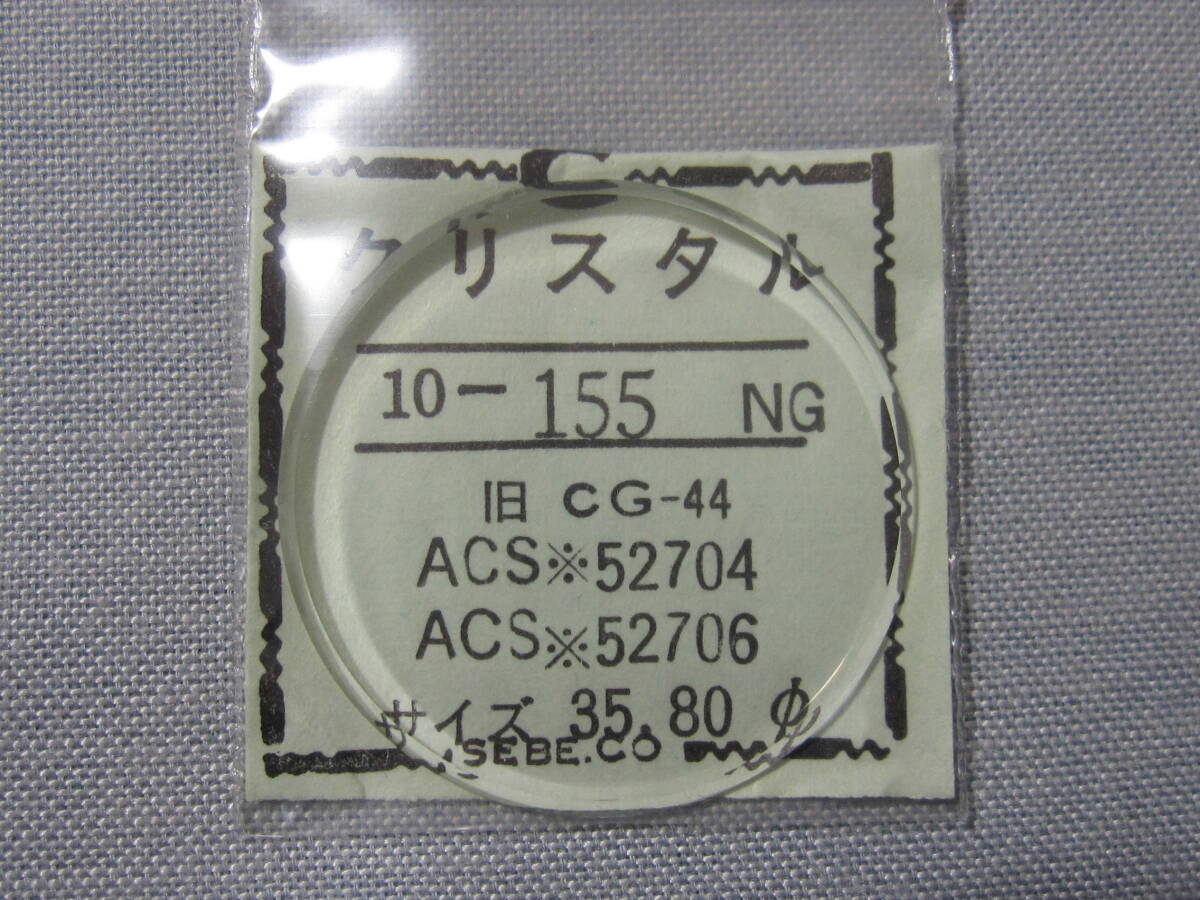 クリスタル
10-155 NG
旧 CG-44
ACS※52704
ACS※52706
サイズ 35.80 φ
SEBE.CO